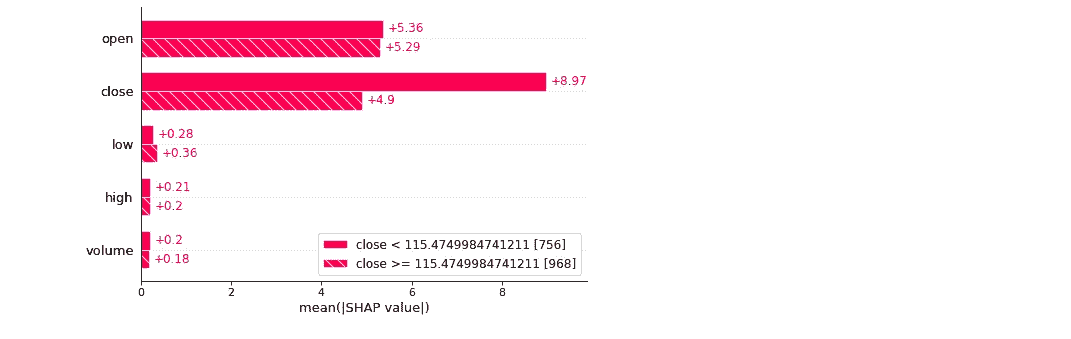 open
+5.36
+5.29
close
+8.97
+4.9
low
+0.28
+0.36
high
+0.21
+0.2
volume
+0.2
+0.18
close < 115.4749984741211 [756]
close >= 115.4749984741211 [968]
0 2 4 6 8
mean(|SHAP value|)